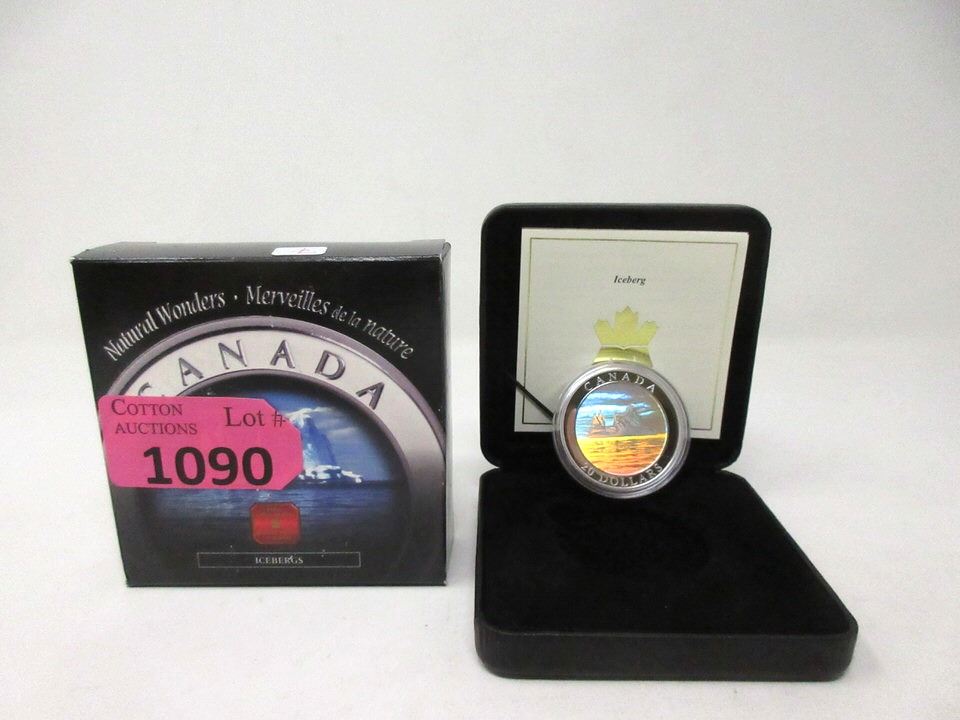 Natural Wonders · Merveilles de la nature
CANADA
COTTON
AUCTIONS
Lot #
1090
ICEBERGS
Iceberg
CANADA
20 DOLLARS